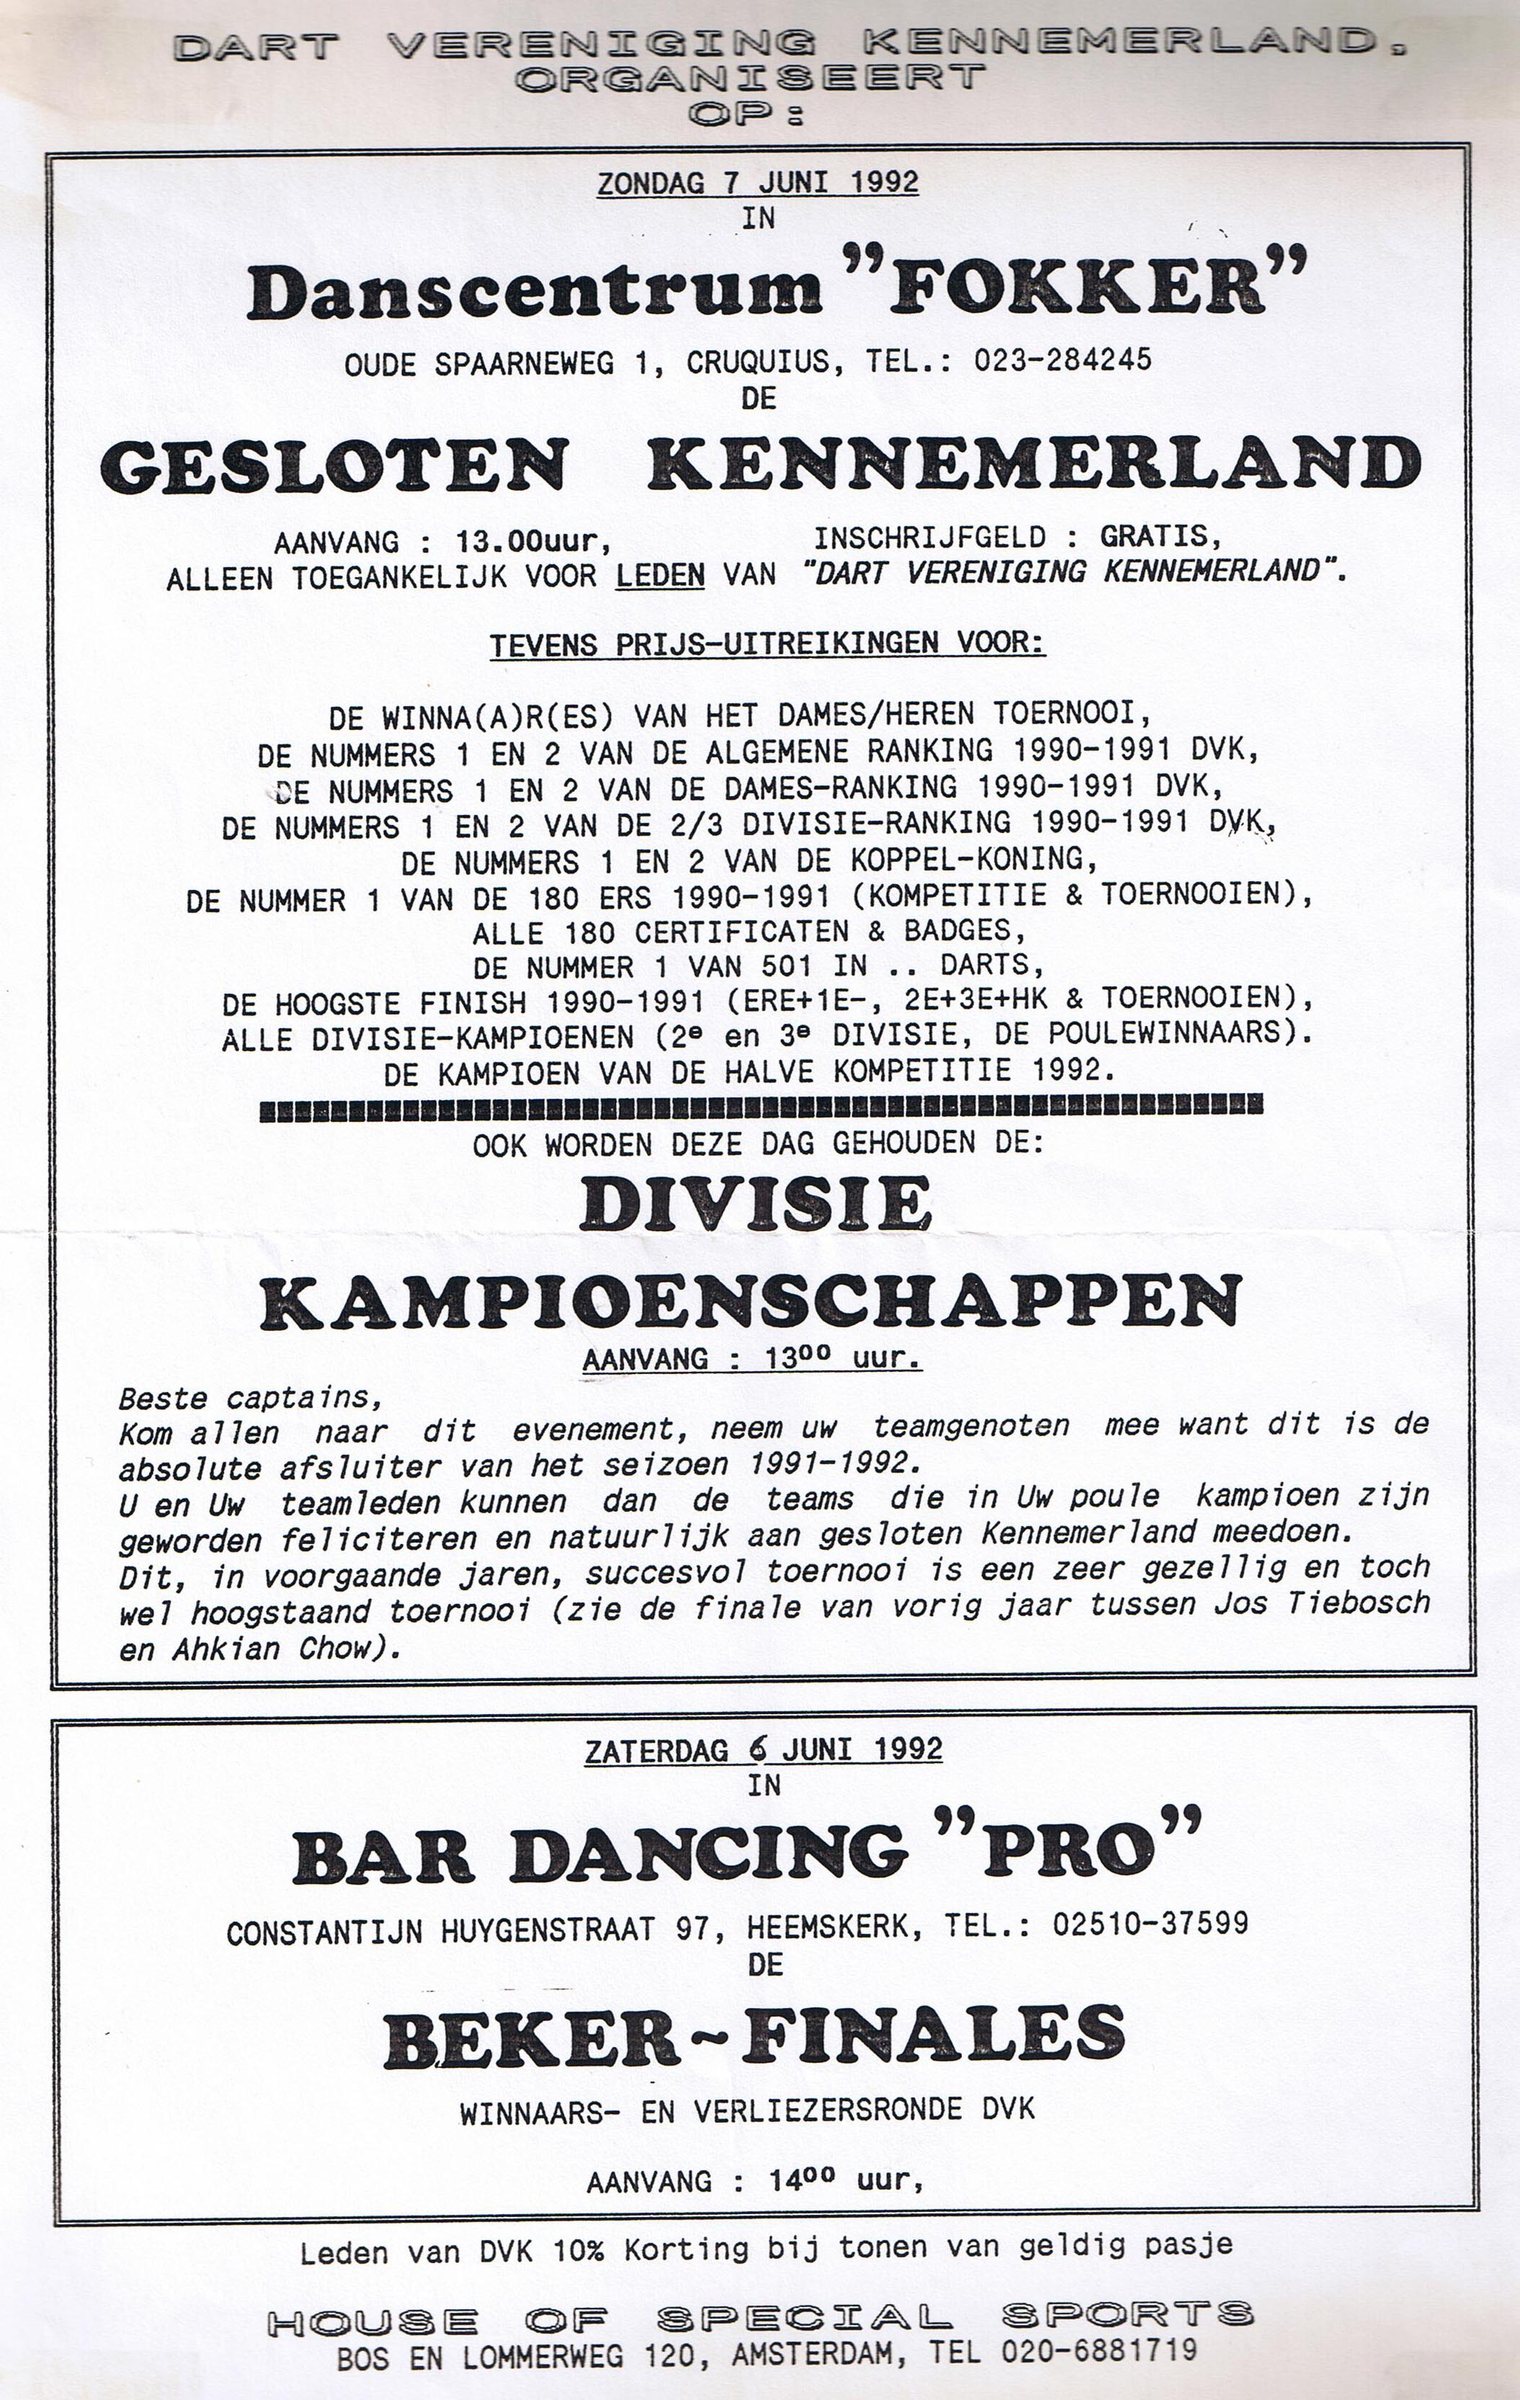 DART VERENIGING KENNEMERLAND.
ORGANISEERT
OP:
ZONDAG 7 JUNI 1992
IN
Danscentrum "FOKKER"
OUDE SPAARNEWEG 1, CRUQUIUS, TEL.: 023-284245
DE
GESLOTEN KENNEMERLAND
AANVANG : 13.00uur, INSCHRIJFGELD : GRATIS,
ALLEEN TOEGANKELIJK VOOR LEDEN VAN "DART VERENIGING KENNEMERLAND".
TEVENS PRIJS-UITREIKINGEN VOOR:
DE WINNA(A)R(ES) VAN HET DAMES/HEREN TOERNOOI,
DE NUMMERS 1 EN 2 VAN DE ALGEMENE RANKING 1990-1991 DVK,
DE NUMMERS 1 EN 2 VAN DE DAMES-RANKING 1990-1991 DVK,
DE NUMMERS 1 EN 2 VAN DE 2/3 DIVISIE-RANKING 1990-1991 DVK,
DE NUMMERS 1 EN 2 VAN DE KOPPEL-KONING,
DE NUMMER 1 VAN DE 180 ERS 1990-1991 (KOMPETITIE & TOERNOOIEN),
ALLE 180 CERTIFICATEN & BADGES,
DE NUMMER 1 VAN 501 IN .. DARTS,
DE HOOGSTE FINISH 1990-1991 (ERE+1E-, 2E+3E+HK & TOERNOOIEN),
ALLE DIVISIE-KAMPIOENEN (2e en 3e DIVISIE, DE POULEWINNAARS).
DE KAMPIOEN VAN DE HALVE KOMPETITIE 1992.
OOK WORDEN DEZE DAG GEHOUDEN DE:
DIVISIE
KAMPIOENSCHAPPEN
AANVANG : 13⁰⁰ uur.
Beste captains,
Kom allen naar dit evenement, neem uw teamgenoten mee want dit is de
absolute afsluiter van het seizoen 1991-1992.
U en Uw teamleden kunnen dan de teams die in Uw poule kampioen zijn
geworden feliciteren en natuurlijk aan gesloten Kennemerland meedoen.
Dit, in voorgaande jaren, succesvol toernooi is een zeer gezellig en toch
wel hoogstaand toernooi (zie de finale van vorig jaar tussen Jos Tiebosch
en Ahkian Chow).
ZATERDAG 6 JUNI 1992
IN
BAR DANCING "PRO"
CONSTANTIJN HUYGENSTRAAT 97, HEEMSKERK, TEL.: 02510-37599
DE
BEKER~FINALES
WINNAARS- EN VERLIEZERSRONDE DVK
AANVANG : 14⁰⁰ uur,
Leden van DVK 10% Korting bij tonen van geldig pasje
HOUSE OF SPECIAL SPORTS
BOS EN LOMMERWEG 120, AMSTERDAM, TEL 020-6881719